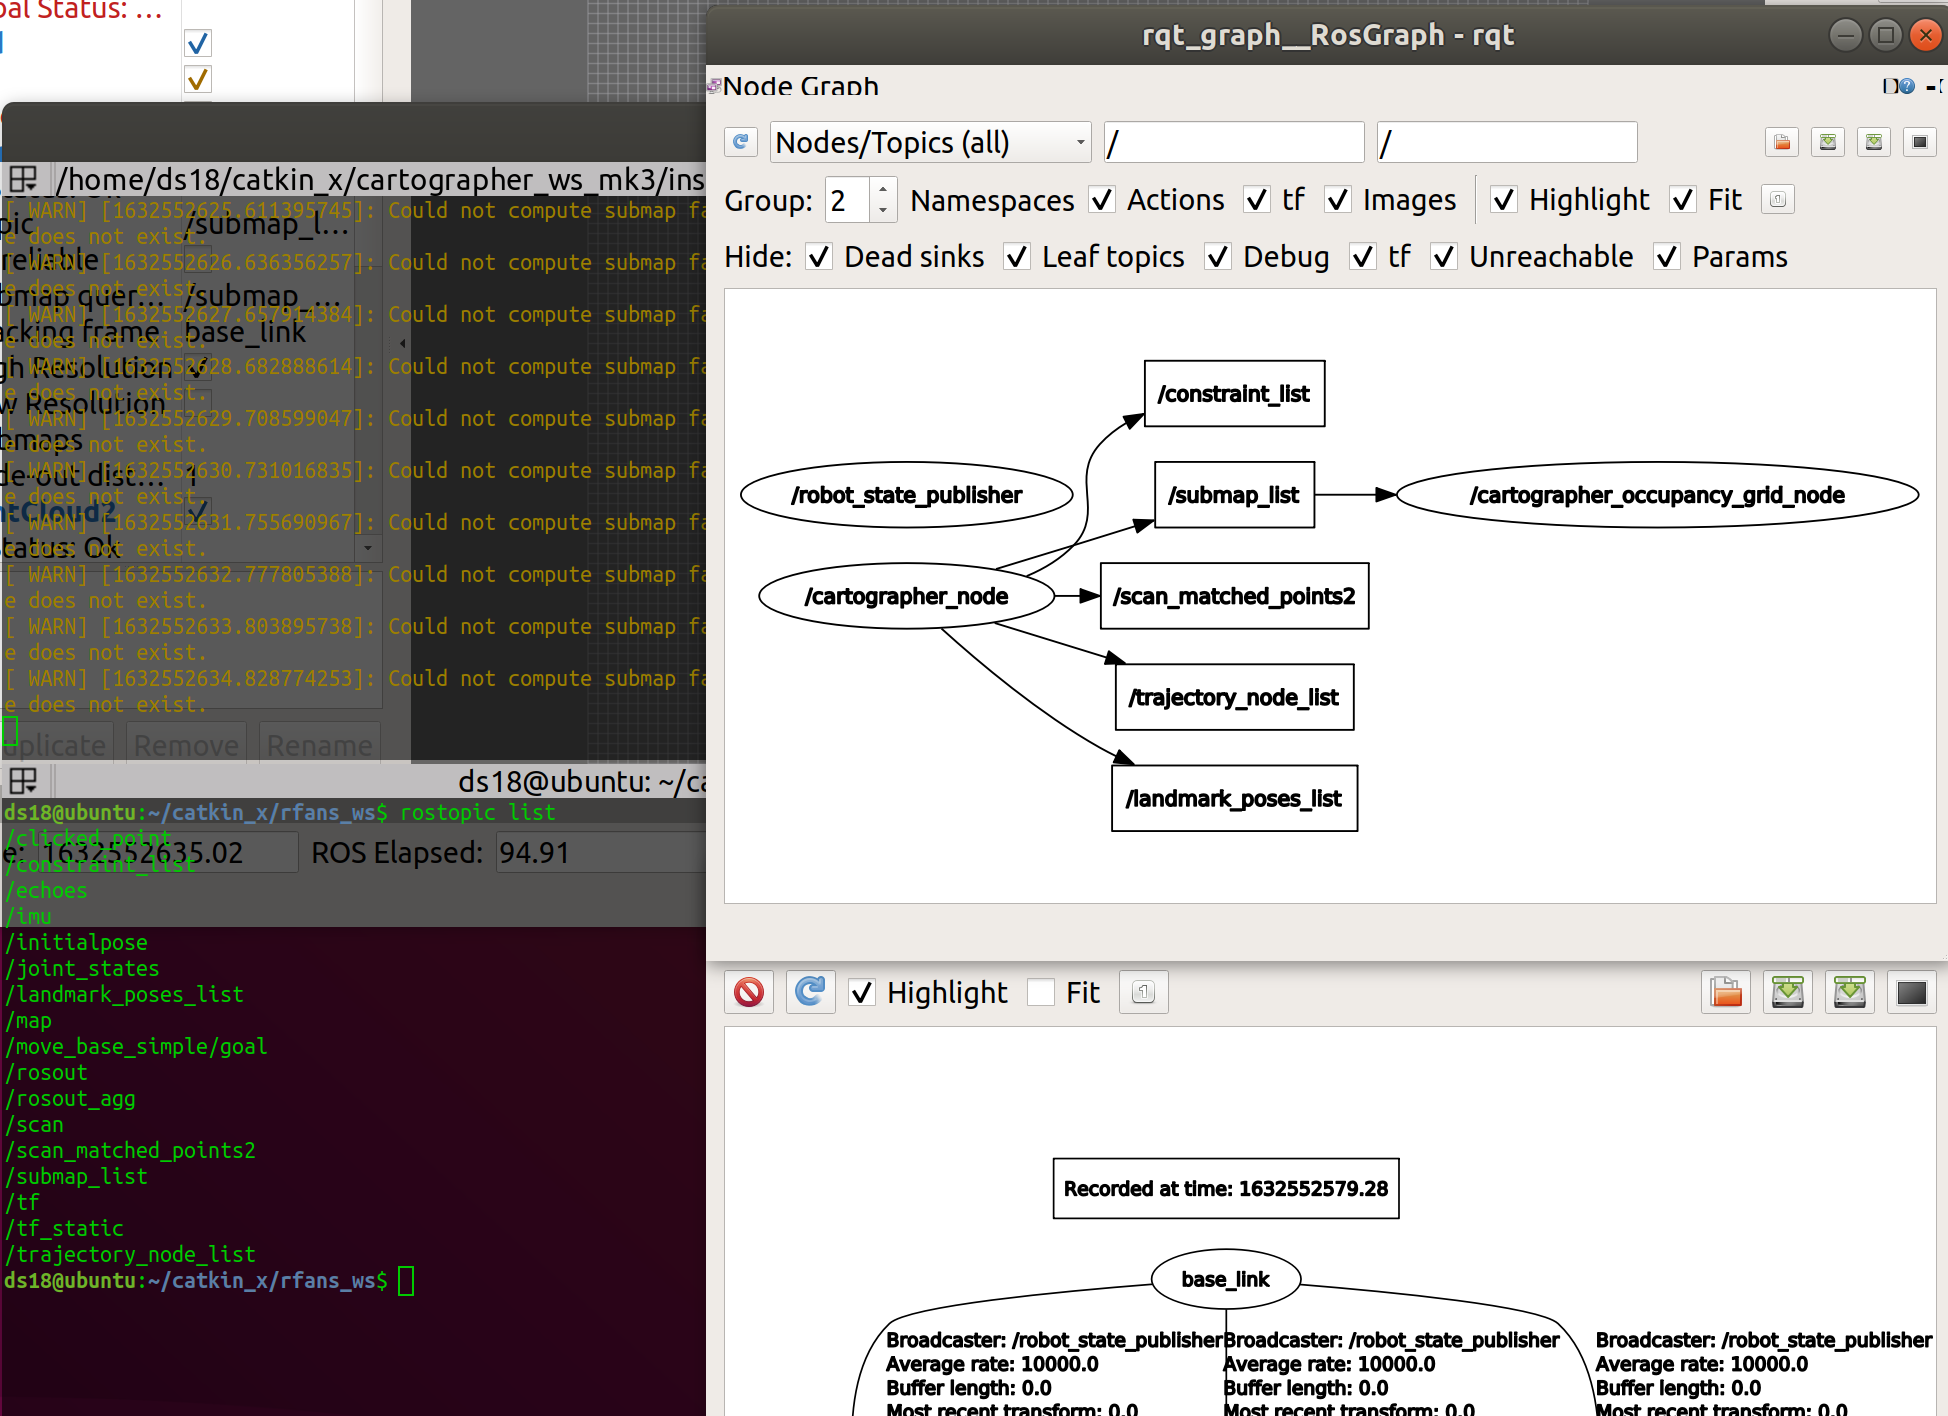 bal Status: ...
/home/ds18/catkin_x/cartographer_ws_mk3/ins
[ WARN] [1632552625.611395745]: Could not compute submap fa
e does not exist.
[ WARN] [1632552626.636356257]: Could not compute submap fa
e does not exist.
[ WARN] [1632552627.657914384]: Could not compute submap fa
e does not exist.
[ WARN] [1632552628.682888614]: Could not compute submap fa
e does not exist.
[ WARN] [1632552629.708599047]: Could not compute submap fa
e does not exist.
[ WARN] [1632552630.731016835]: Could not compute submap fa
e does not exist.
[ WARN] [1632552631.755690967]: Could not compute submap fa
e does not exist.
[ WARN] [1632552632.777805388]: Could not compute submap fa
e does not exist.
[ WARN] [1632552633.803895738]: Could not compute submap fa
e does not exist.
[ WARN] [1632552634.828774253]: Could not compute submap fa
e does not exist.
pic /submap_l...
reliable
bmap quer... /submap_...
acking frame base_link
gh Resolution
w Resolution
bmaps
de-out dist... 1
ntCloud2
tatus: Ok
uplicate Remove Rename
ds18@ubuntu: ~/ca
ds18@ubuntu:~/catkin_x/rfans_ws$ rostopic list
/clicked_point
/constraint_list
/echoes
/imu
/initialpose
/joint_states
/landmark_poses_list
/map
/move_base_simple/goal
/rosout
/rosout_agg
/scan
/scan_matched_points2
/submap_list
/tf
/tf_static
/trajectory_node_list
ds18@ubuntu:~/catkin_x/rfans_ws$
e: 1632552635.02 ROS Elapsed: 94.91
rqt_graph__RosGraph - rqt
Node Graph
Nodes/Topics (all) / /
Group: 2 Namespaces Actions tf Images Highlight Fit
Hide: Dead sinks Leaf topics Debug tf Unreachable Params
/constraint_list
/robot_state_publisher /submap_list /cartographer_occupancy_grid_node
/cartographer_node /scan_matched_points2
/trajectory_node_list
/landmark_poses_list
Highlight Fit
Recorded at time: 1632552579.28
base_link
Broadcaster: /robot_state_publisher Broadcaster: /robot_state_publisher Broadcaster: /robot_state_publisher
Average rate: 10000.0 Average rate: 10000.0 Average rate: 10000.0
Buffer length: 0.0 Buffer length: 0.0 Buffer length: 0.0
Most recent transform: 0.0 Most recent transform: 0.0 Most recent transform: 0.0